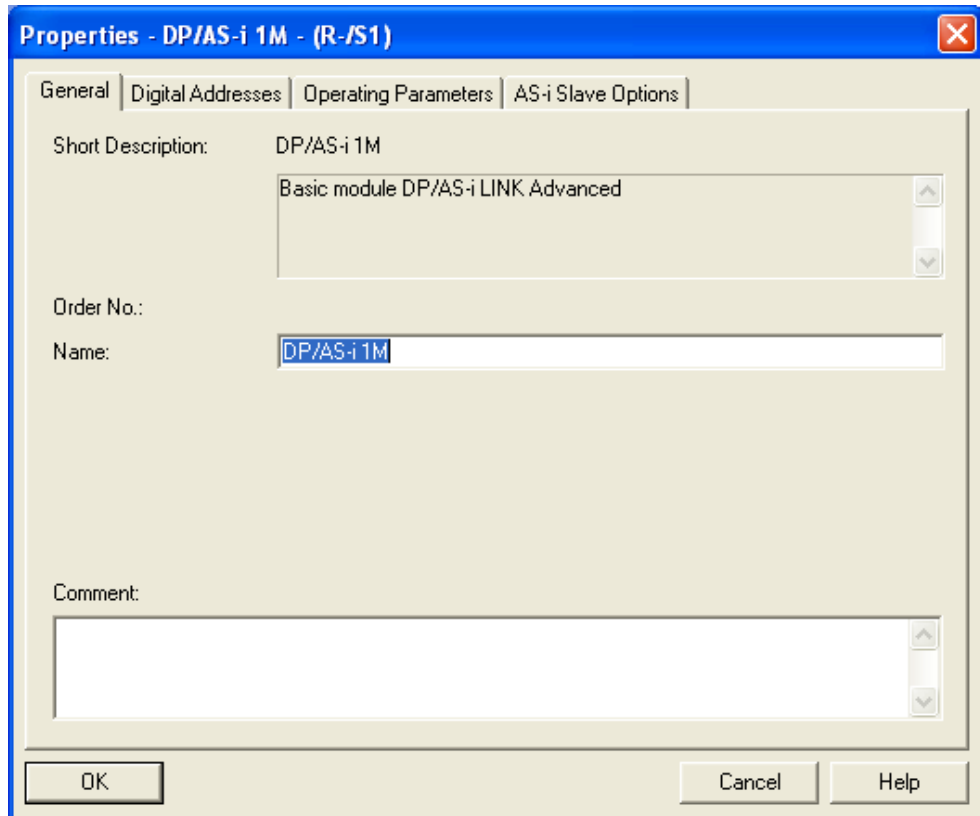 Properties - DP/AS-i 1M - (R-/S1)
General Digital Addresses Operating Parameters AS-i Slave Options
Short Description: DP/AS-i 1M
Basic module DP/AS-i LINK Advanced
Order No.:
Name: DP/AS-i 1M
Comment:
OK Cancel Help